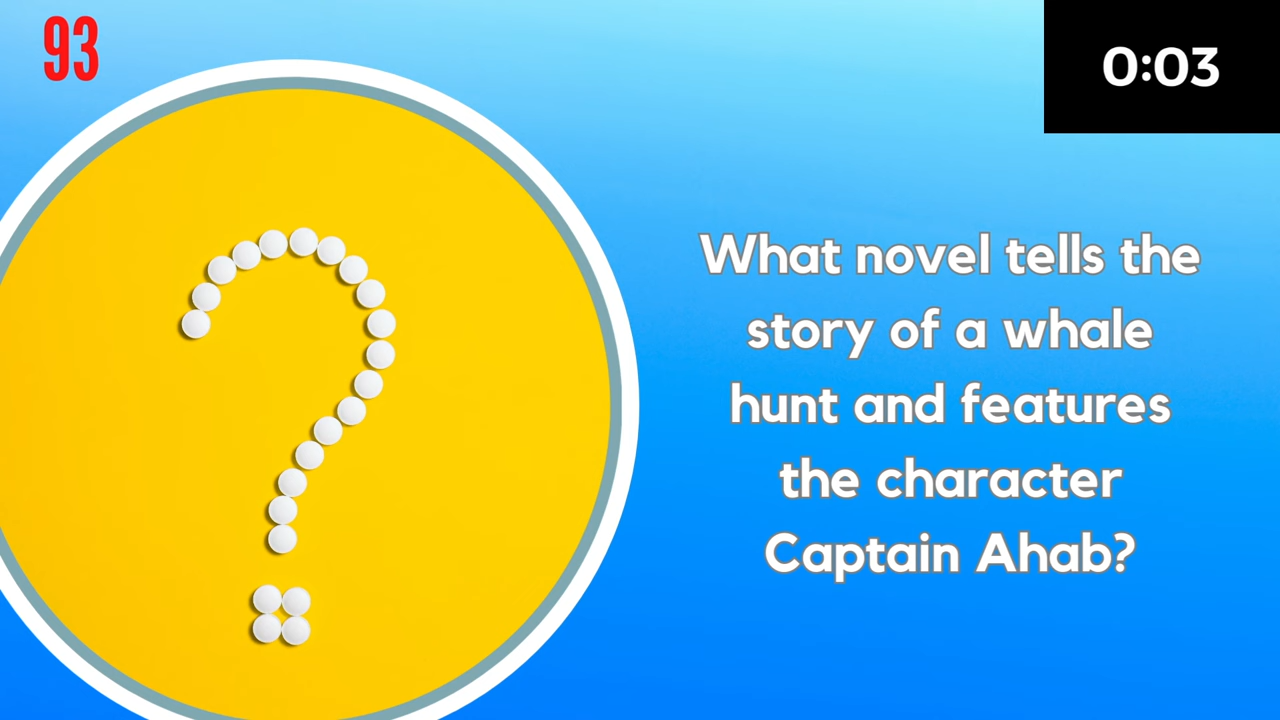 93
0:03
What novel tells the
story of a whale
hunt and features
the character
Captain Ahab?